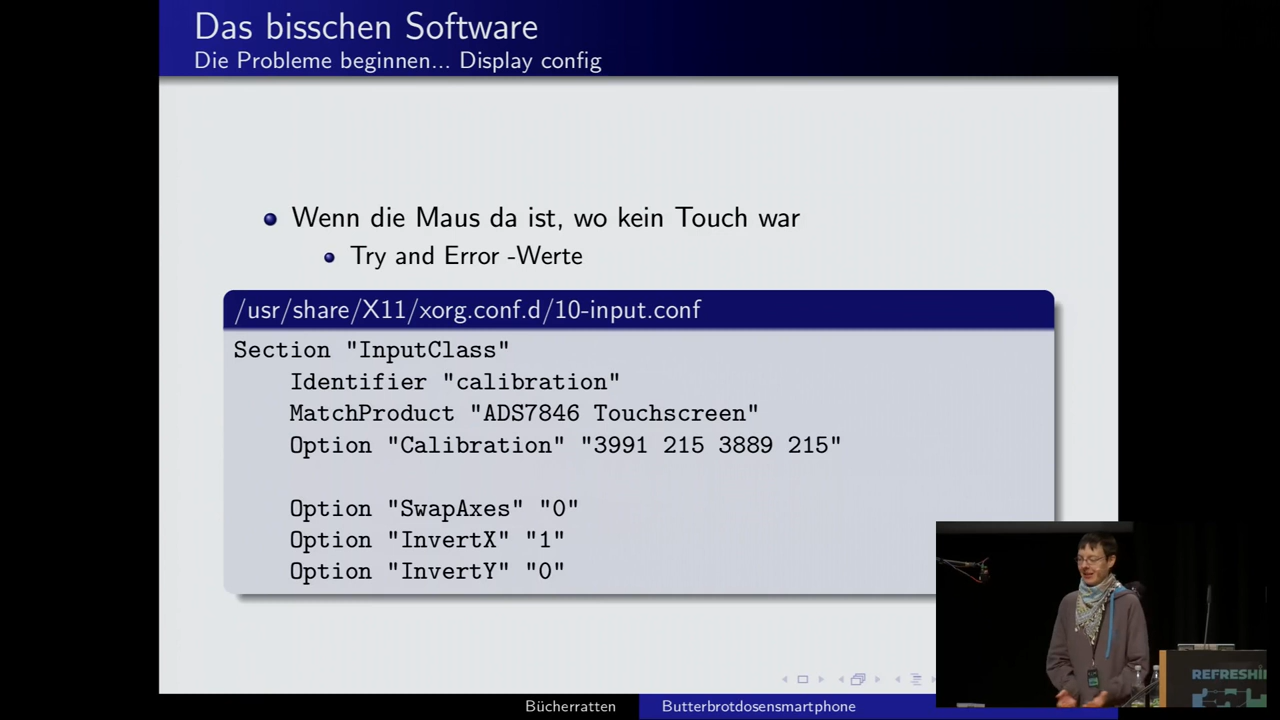 Das bisschen Software
Die Probleme beginnen... Display config
Wenn die Maus da ist, wo kein Touch war
Try and Error -Werte
/usr/share/X11/xorg.conf.d/10-input.conf
Section "InputClass"
Identifier "calibration"
MatchProduct "ADS7846 Touchscreen"
Option "Calibration" "3991 215 3889 215"
Option "SwapAxes" "0"
Option "InvertX" "1"
Option "InvertY" "0"
Bücherratten
Butterbrotdosensmartphone